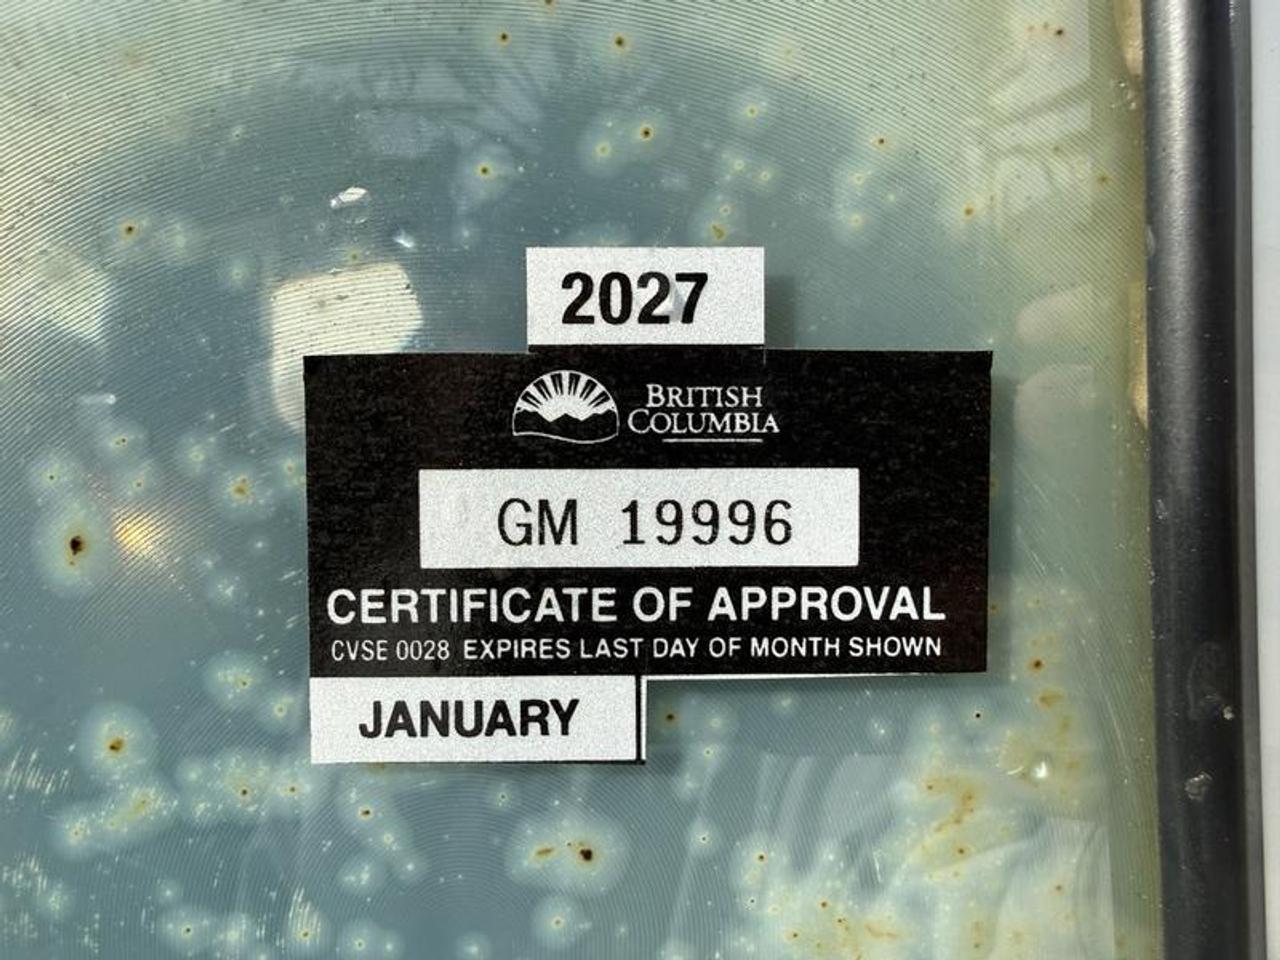 2027
BRITISH
COLUMBIA
GM 19996
CERTIFICATE OF APPROVAL
CVSE 0028 EXPIRES LAST DAY OF MONTH SHOWN
JANUARY